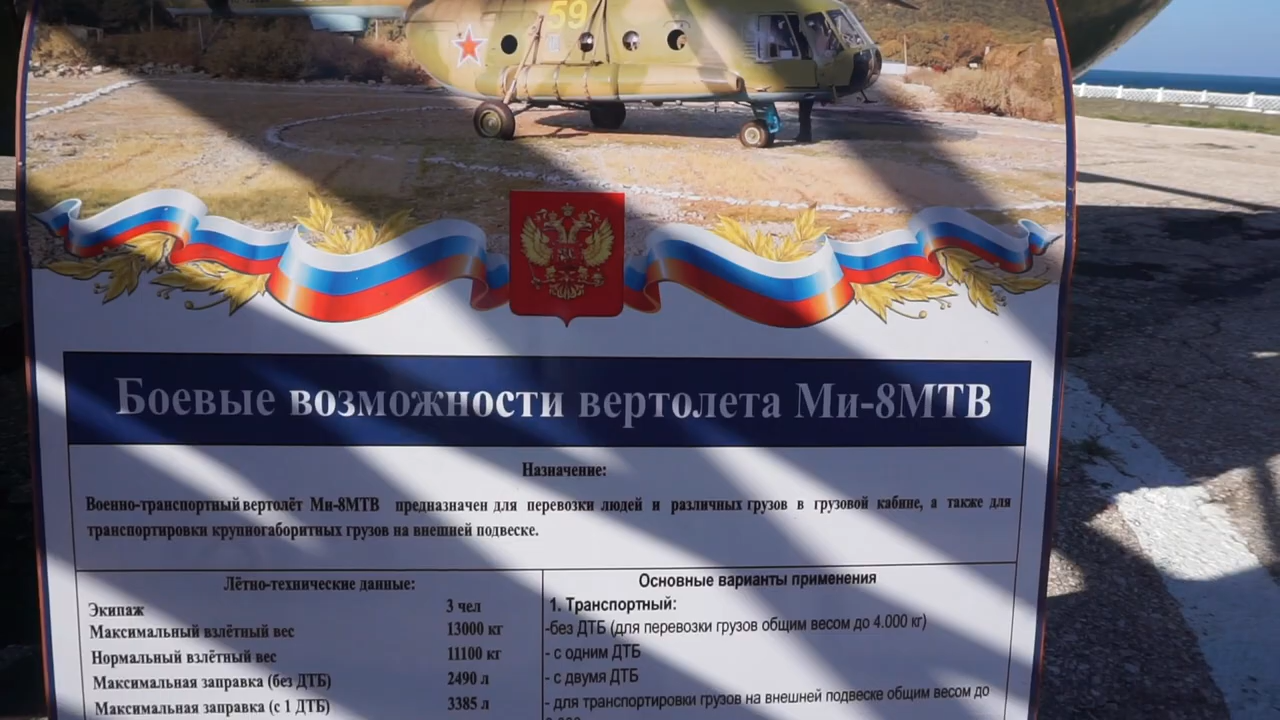 59
Боевые возможности вертолета Ми-8МТВ
Назначение:
Военно-транспортный вертолёт Ми-8МТВ предназначен для перевозки людей и различных грузов в грузовой кабине, а также для
транспортировки крупногабаритных грузов на внешней подвеске.
Лётно-технические данные:
Экипаж 3 чел
Максимальный взлётный вес 13000 кг
Нормальный взлётный вес 11100 кг
Максимальная заправка (без ДТБ) 2490 л
Максимальная заправка (с 1 ДТБ) 3385 л
Основные варианты применения
1. Транспортный:
-без ДТБ (для перевозки грузов общим весом до 4.000 кг)
- с одним ДТБ
- с двумя ДТБ
- для транспортировки грузов на внешней подвеске общим весом до